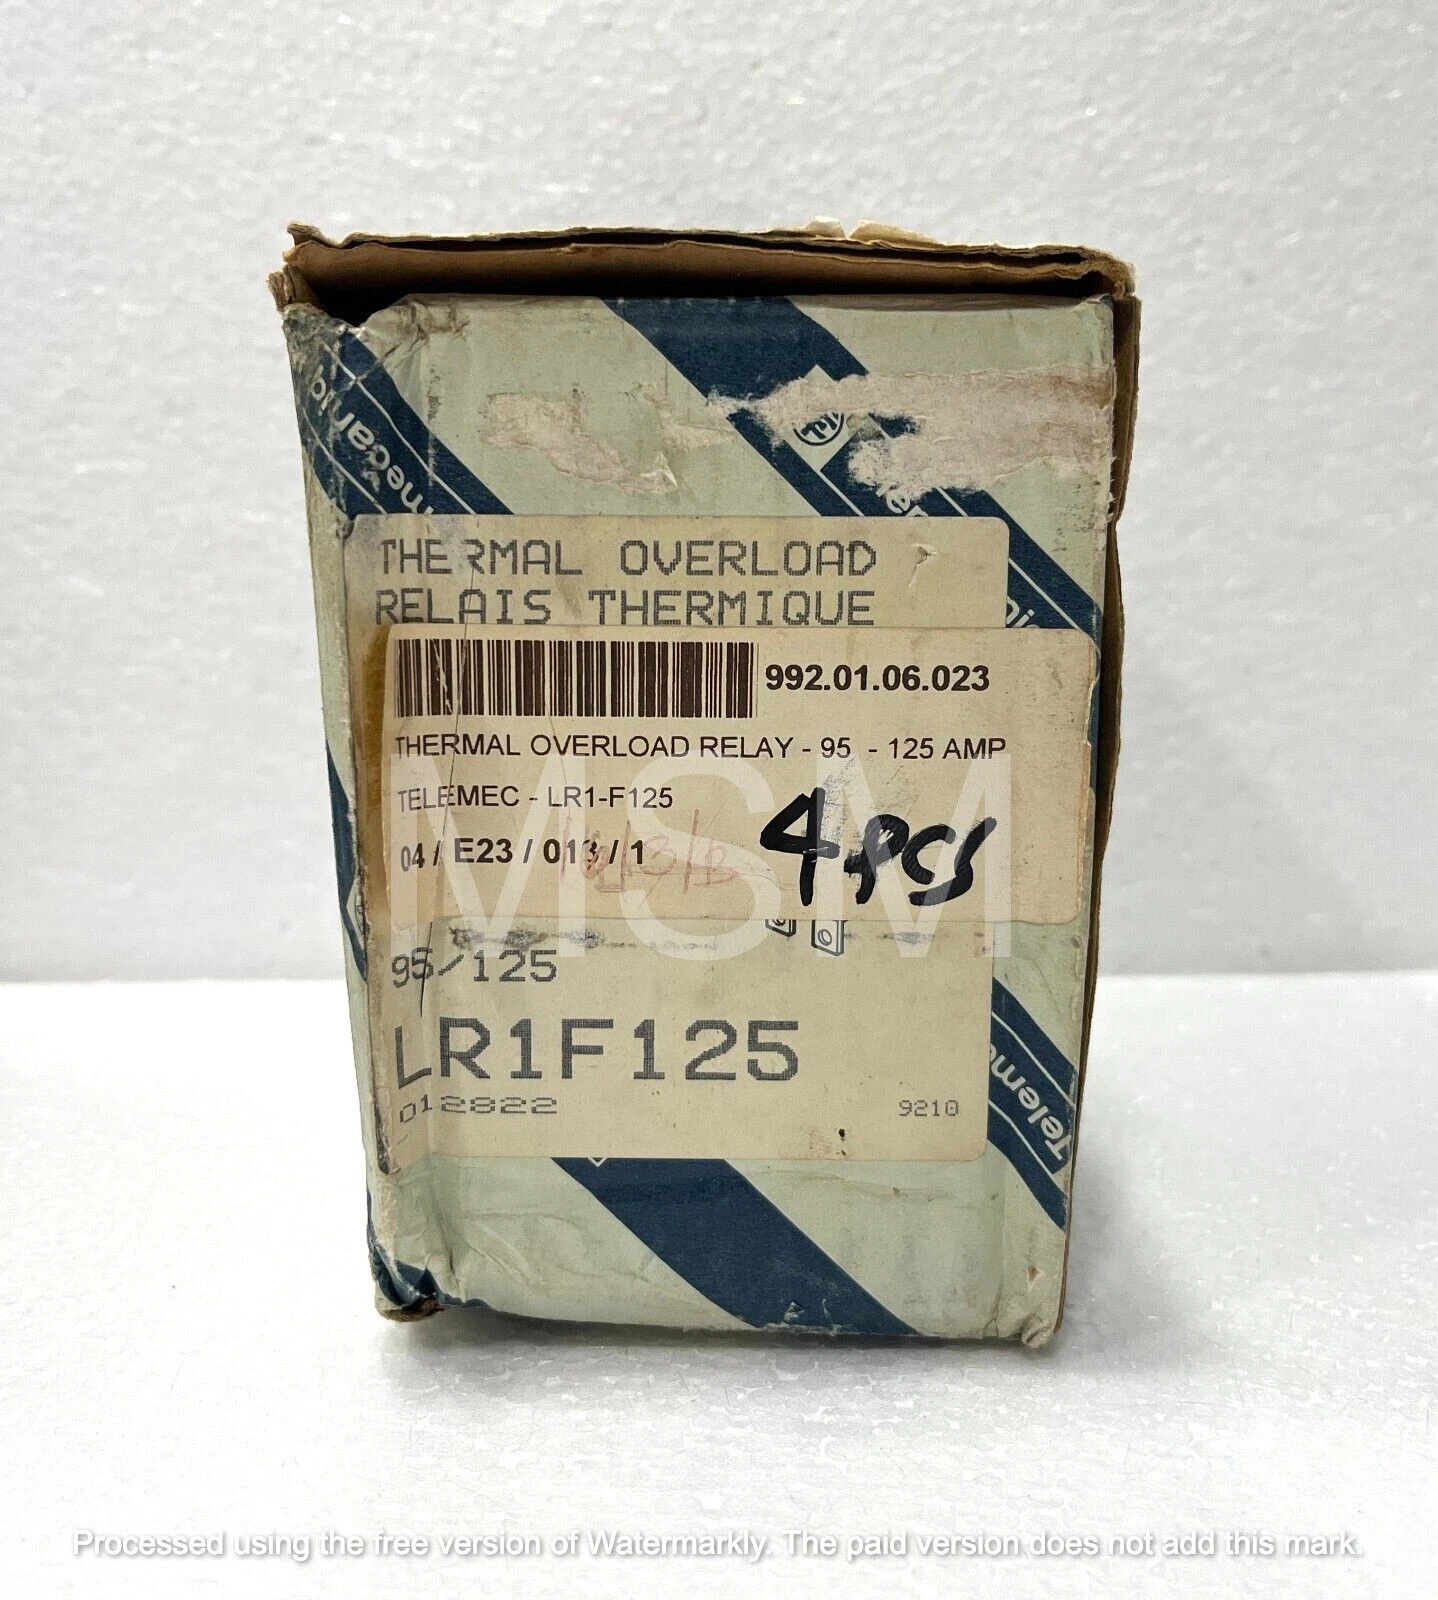 mecaniq
THERMAL OVERLOAD
RELAIS THERMIQUE
992.01.06.023
THERMAL OVERLOAD RELAY - 95 - 125 AMP
TELEMEC - LR1-F125
04 / E23 / 013 / 1
4 PCS
MSM
95/125
LR1F125
012822
9210
Teleme
Processed using the free version of Watermarkly. The paid version does not add this mark.